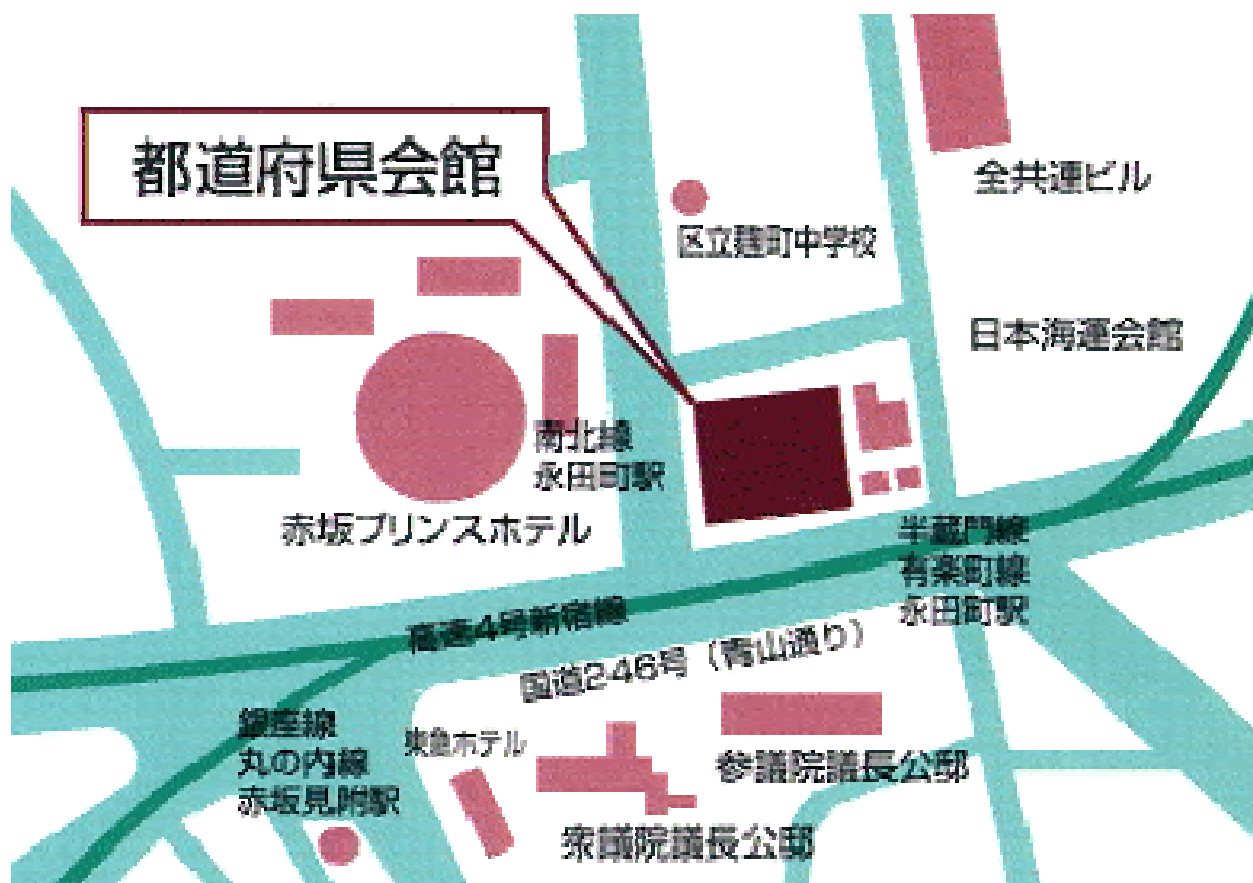 都道府県会館
全共連ビル
区立麹町中学校
日本海運会館
南北線
永田町駅
赤坂プリンスホテル
半蔵門線
有楽町線
永田町駅
高速4号新宿線
国道246号（青山通り）
銀座線
丸の内線
赤坂見附駅
東急ホテル
参議院議長公邸
衆議院議長公邸